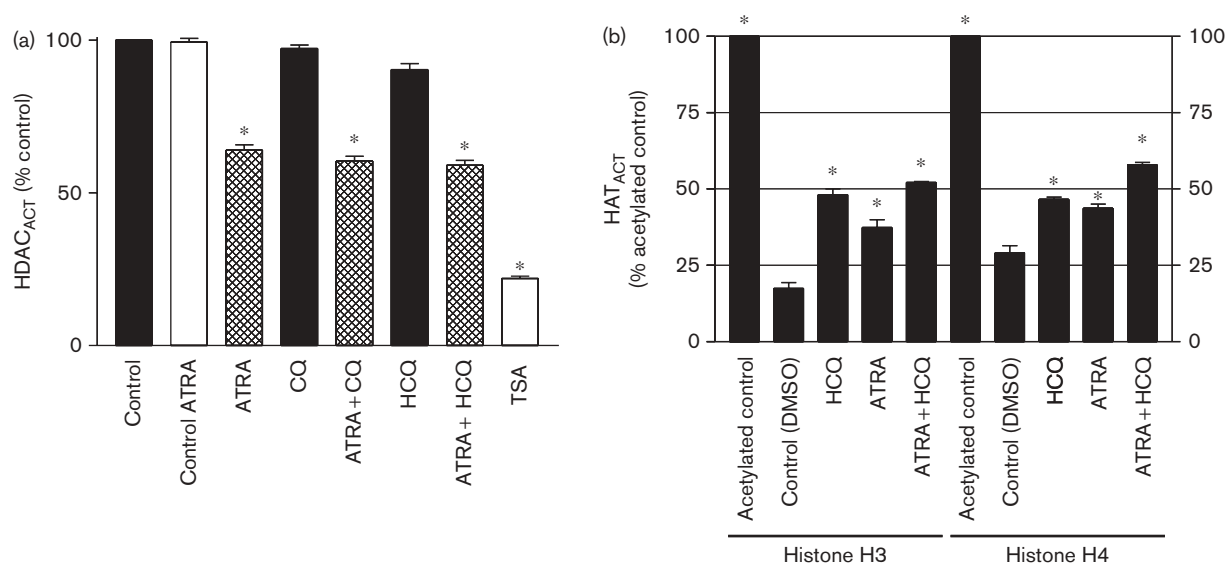 (a)
HDAC_ACT (% control)
100
50
0
*
*
*
*
Control
Control ATRA
ATRA
CQ
ATRA+CQ
HCQ
ATRA+ HCQ
TSA
(b)
HAT_ACT
(% acetylated control)
100
75
50
25
0
*
*
*
*
*
*
*
*
100
75
50
25
0
Acetylated control
Control (DMSO)
HCQ
ATRA
ATRA+HCQ
Acetylated control
Control (DMSO)
HCQ
ATRA
ATRA+HCQ
Histone H3
Histone H4